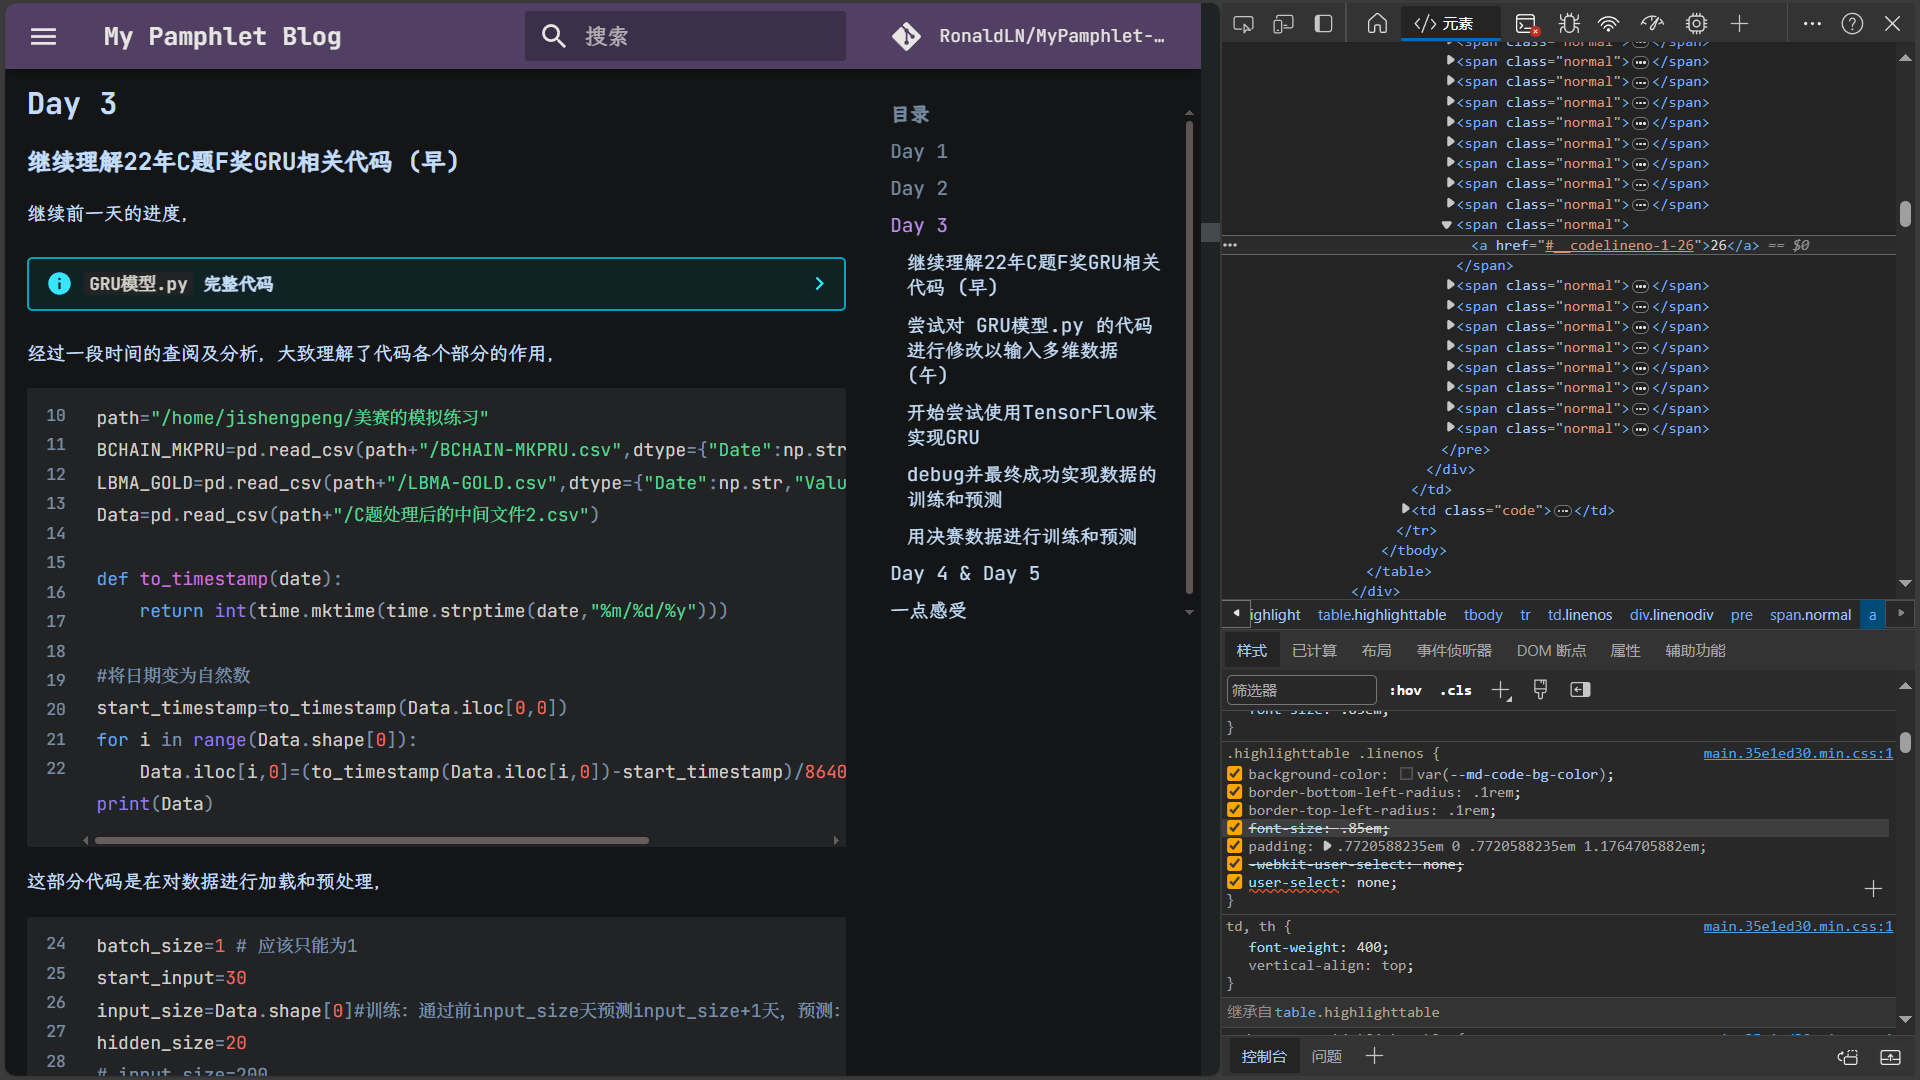 My Pamphlet Blog
搜索
RonaldLN/MyPamphlet-…
Day 3
继续理解22年C题F奖GRU相关代码 (早)
继续前一天的进度,
GRU模型.py 完整代码
经过一段时间的查阅及分析, 大致理解了代码各个部分的作用,
10 path="/home/jishengpeng/美赛的模拟练习"
11 BCHAIN_MKPRU=pd.read_csv(path+"/BCHAIN-MKPRU.csv",dtype={"Date":np.str
12 LBMA_GOLD=pd.read_csv(path+"/LBMA-GOLD.csv",dtype={"Date":np.str,"Valu
13 Data=pd.read_csv(path+"/C题处理后的中间文件2.csv")
14
15 def to_timestamp(date):
16 return int(time.mktime(time.strptime(date,"%m/%d/%y")))
17
18 #将日期变为自然数
19 start_timestamp=to_timestamp(Data.iloc[0,0])
20 for i in range(Data.shape[0]):
21 Data.iloc[i,0]=(to_timestamp(Data.iloc[i,0])-start_timestamp)/8640
22 print(Data)
这部分代码是在对数据进行加载和预处理,
24 batch_size=1 # 应该只能为1
25 start_input=30
26 input_size=Data.shape[0]#训练: 通过前input_size天预测input_size+1天, 预测:
27 hidden_size=20
28 # input_size=200
目录
Day 1
Day 2
Day 3
继续理解22年C题F奖GRU相关
代码 (早)
尝试对 GRU模型.py 的代码
进行修改以输入多维数据
(午)
开始尝试使用TensorFlow来
实现GRU
debug并最终成功实现数据的
训练和预测
用决赛数据进行训练和预测
Day 4 & Day 5
一点感受
元素
<span class="normal">…</span>
<span class="normal">…</span>
<span class="normal">…</span>
<span class="normal">…</span>
<span class="normal">…</span>
<span class="normal">…</span>
<span class="normal">…</span>
<span class="normal">…</span>
<span class="normal">…</span>
<span class="normal">
<a href="#__codelineno-1-26">26</a> == $0
</span>
<span class="normal">…</span>
<span class="normal">…</span>
<span class="normal">…</span>
<span class="normal">…</span>
<span class="normal">…</span>
<span class="normal">…</span>
<span class="normal">…</span>
<span class="normal">…</span>
</pre>
</div>
</td>
<td class="code">…</td>
</tr>
</tbody>
</table>
</div>
ighlight table.highlighttable tbody tr td.linenos div.linenodiv pre span.normal a
样式 已计算 布局 事件侦听器 DOM 断点 属性 辅助功能
筛选器 :hov .cls
font-size: .85em;
}
.highlighttable .linenos { main.35e1ed30.min.css:1
background-color: var(--md-code-bg-color);
border-bottom-left-radius: .1rem;
border-top-left-radius: .1rem;
font-size: .85em;
padding: .7720588235em 0 .7720588235em 1.1764705882em;
-webkit-user-select: none;
user-select: none;
}
td, th { main.35e1ed30.min.css:1
font-weight: 400;
vertical-align: top;
}
继承自 table.highlighttable
控制台 问题